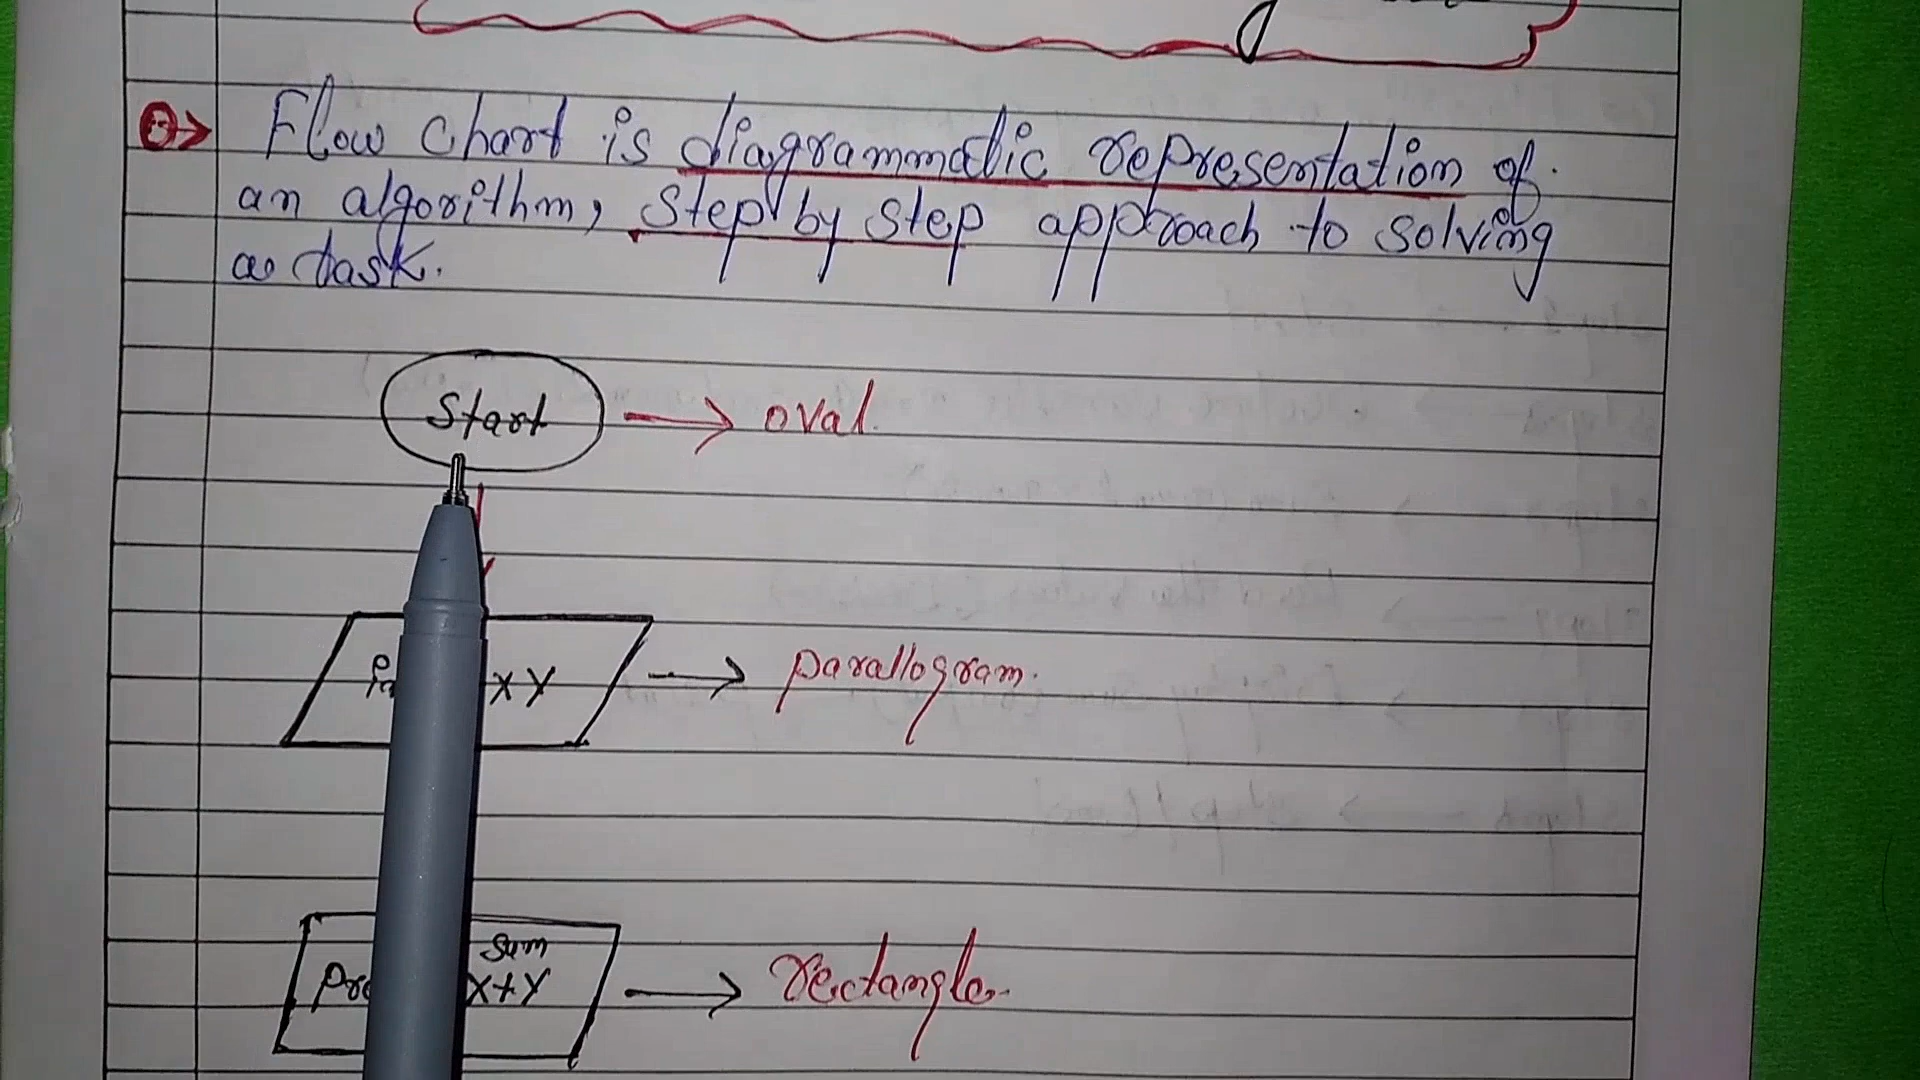 Flow chart is diagrammatic representation of
an algorithm, step by step approach to solving
a task.
Start → oval.
X Y → parallogram.
Sum
X+Y → rectangle.